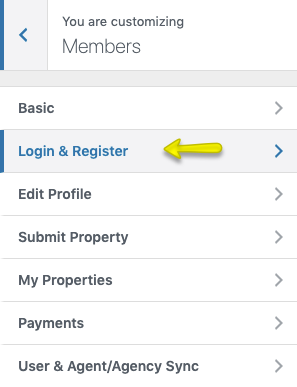 You are customizing
Members
Basic
Login & Register
Edit Profile
Submit Property
My Properties
Payments
User & Agent/Agency Sync